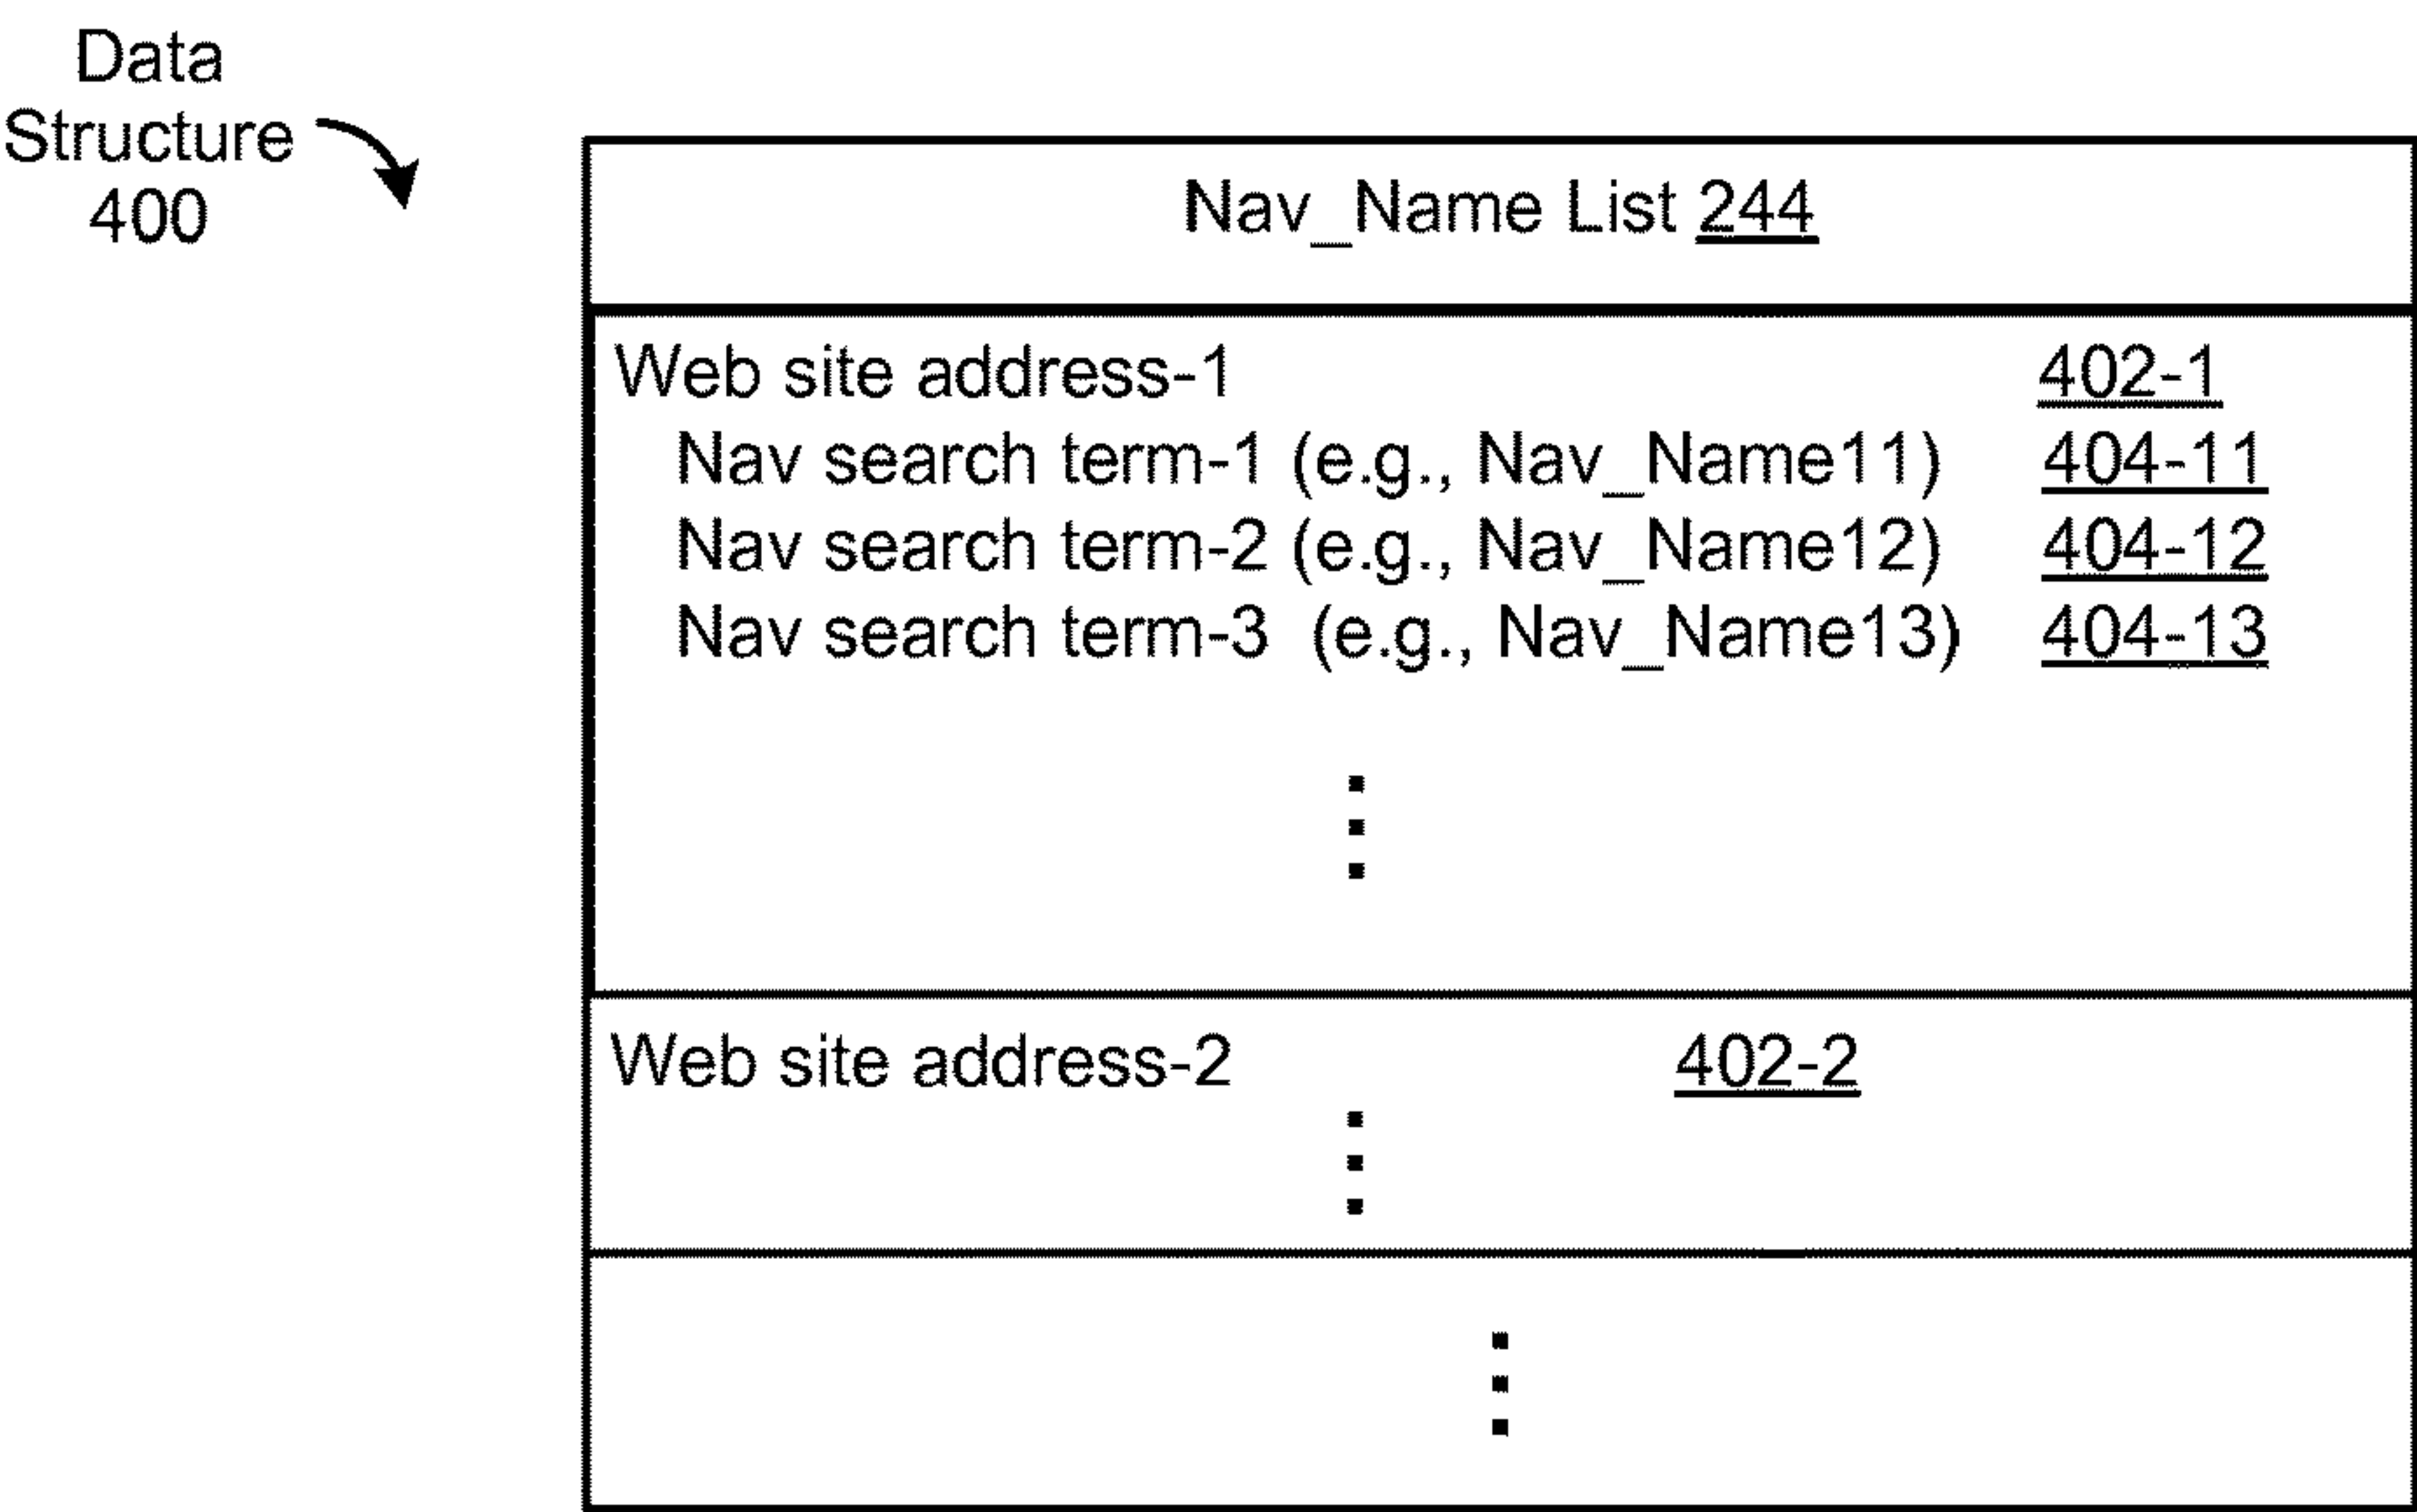 Data
Structure
400
Nav_Name List 244
Web site address-1 402-1
Nav search term-1 (e.g., Nav_Name11) 404-11
Nav search term-2 (e.g., Nav_Name12) 404-12
Nav search term-3 (e.g., Nav_Name13) 404-13
Web site address-2 402-2